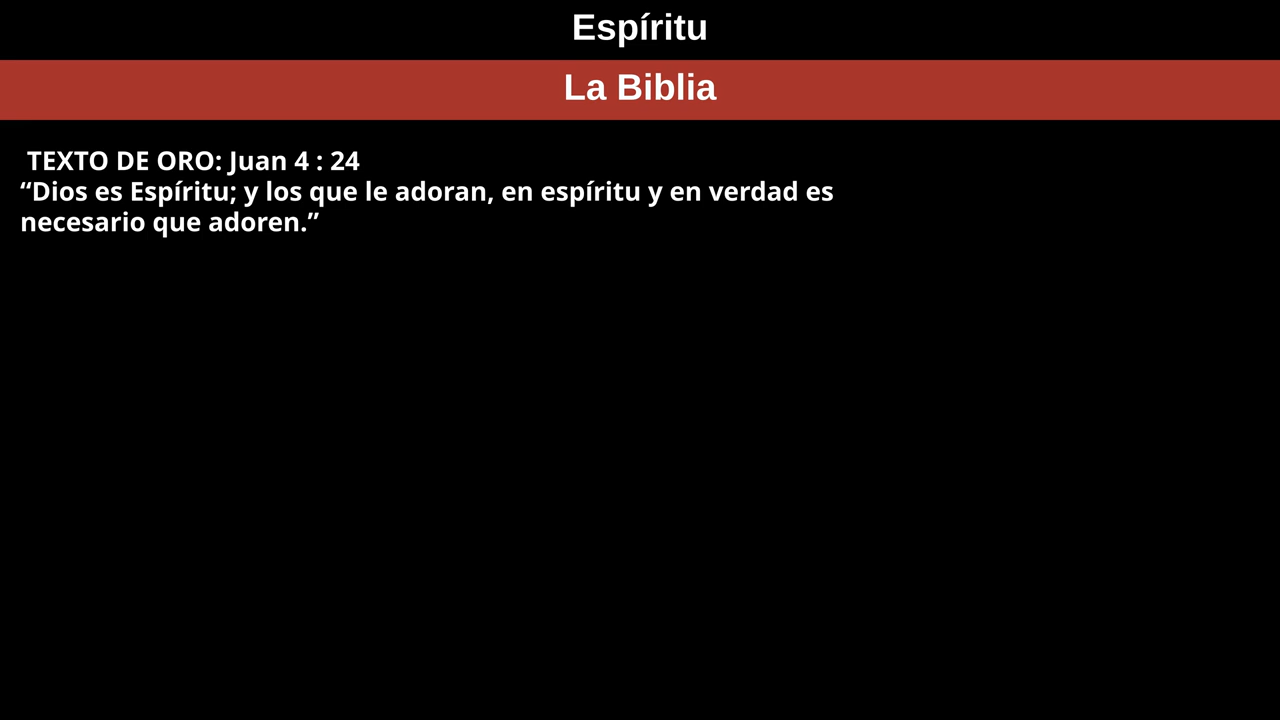 Espíritu
La Biblia
TEXTO DE ORO: Juan 4 : 24
“Dios es Espíritu; y los que le adoran, en espíritu y en verdad es
necesario que adoren.”